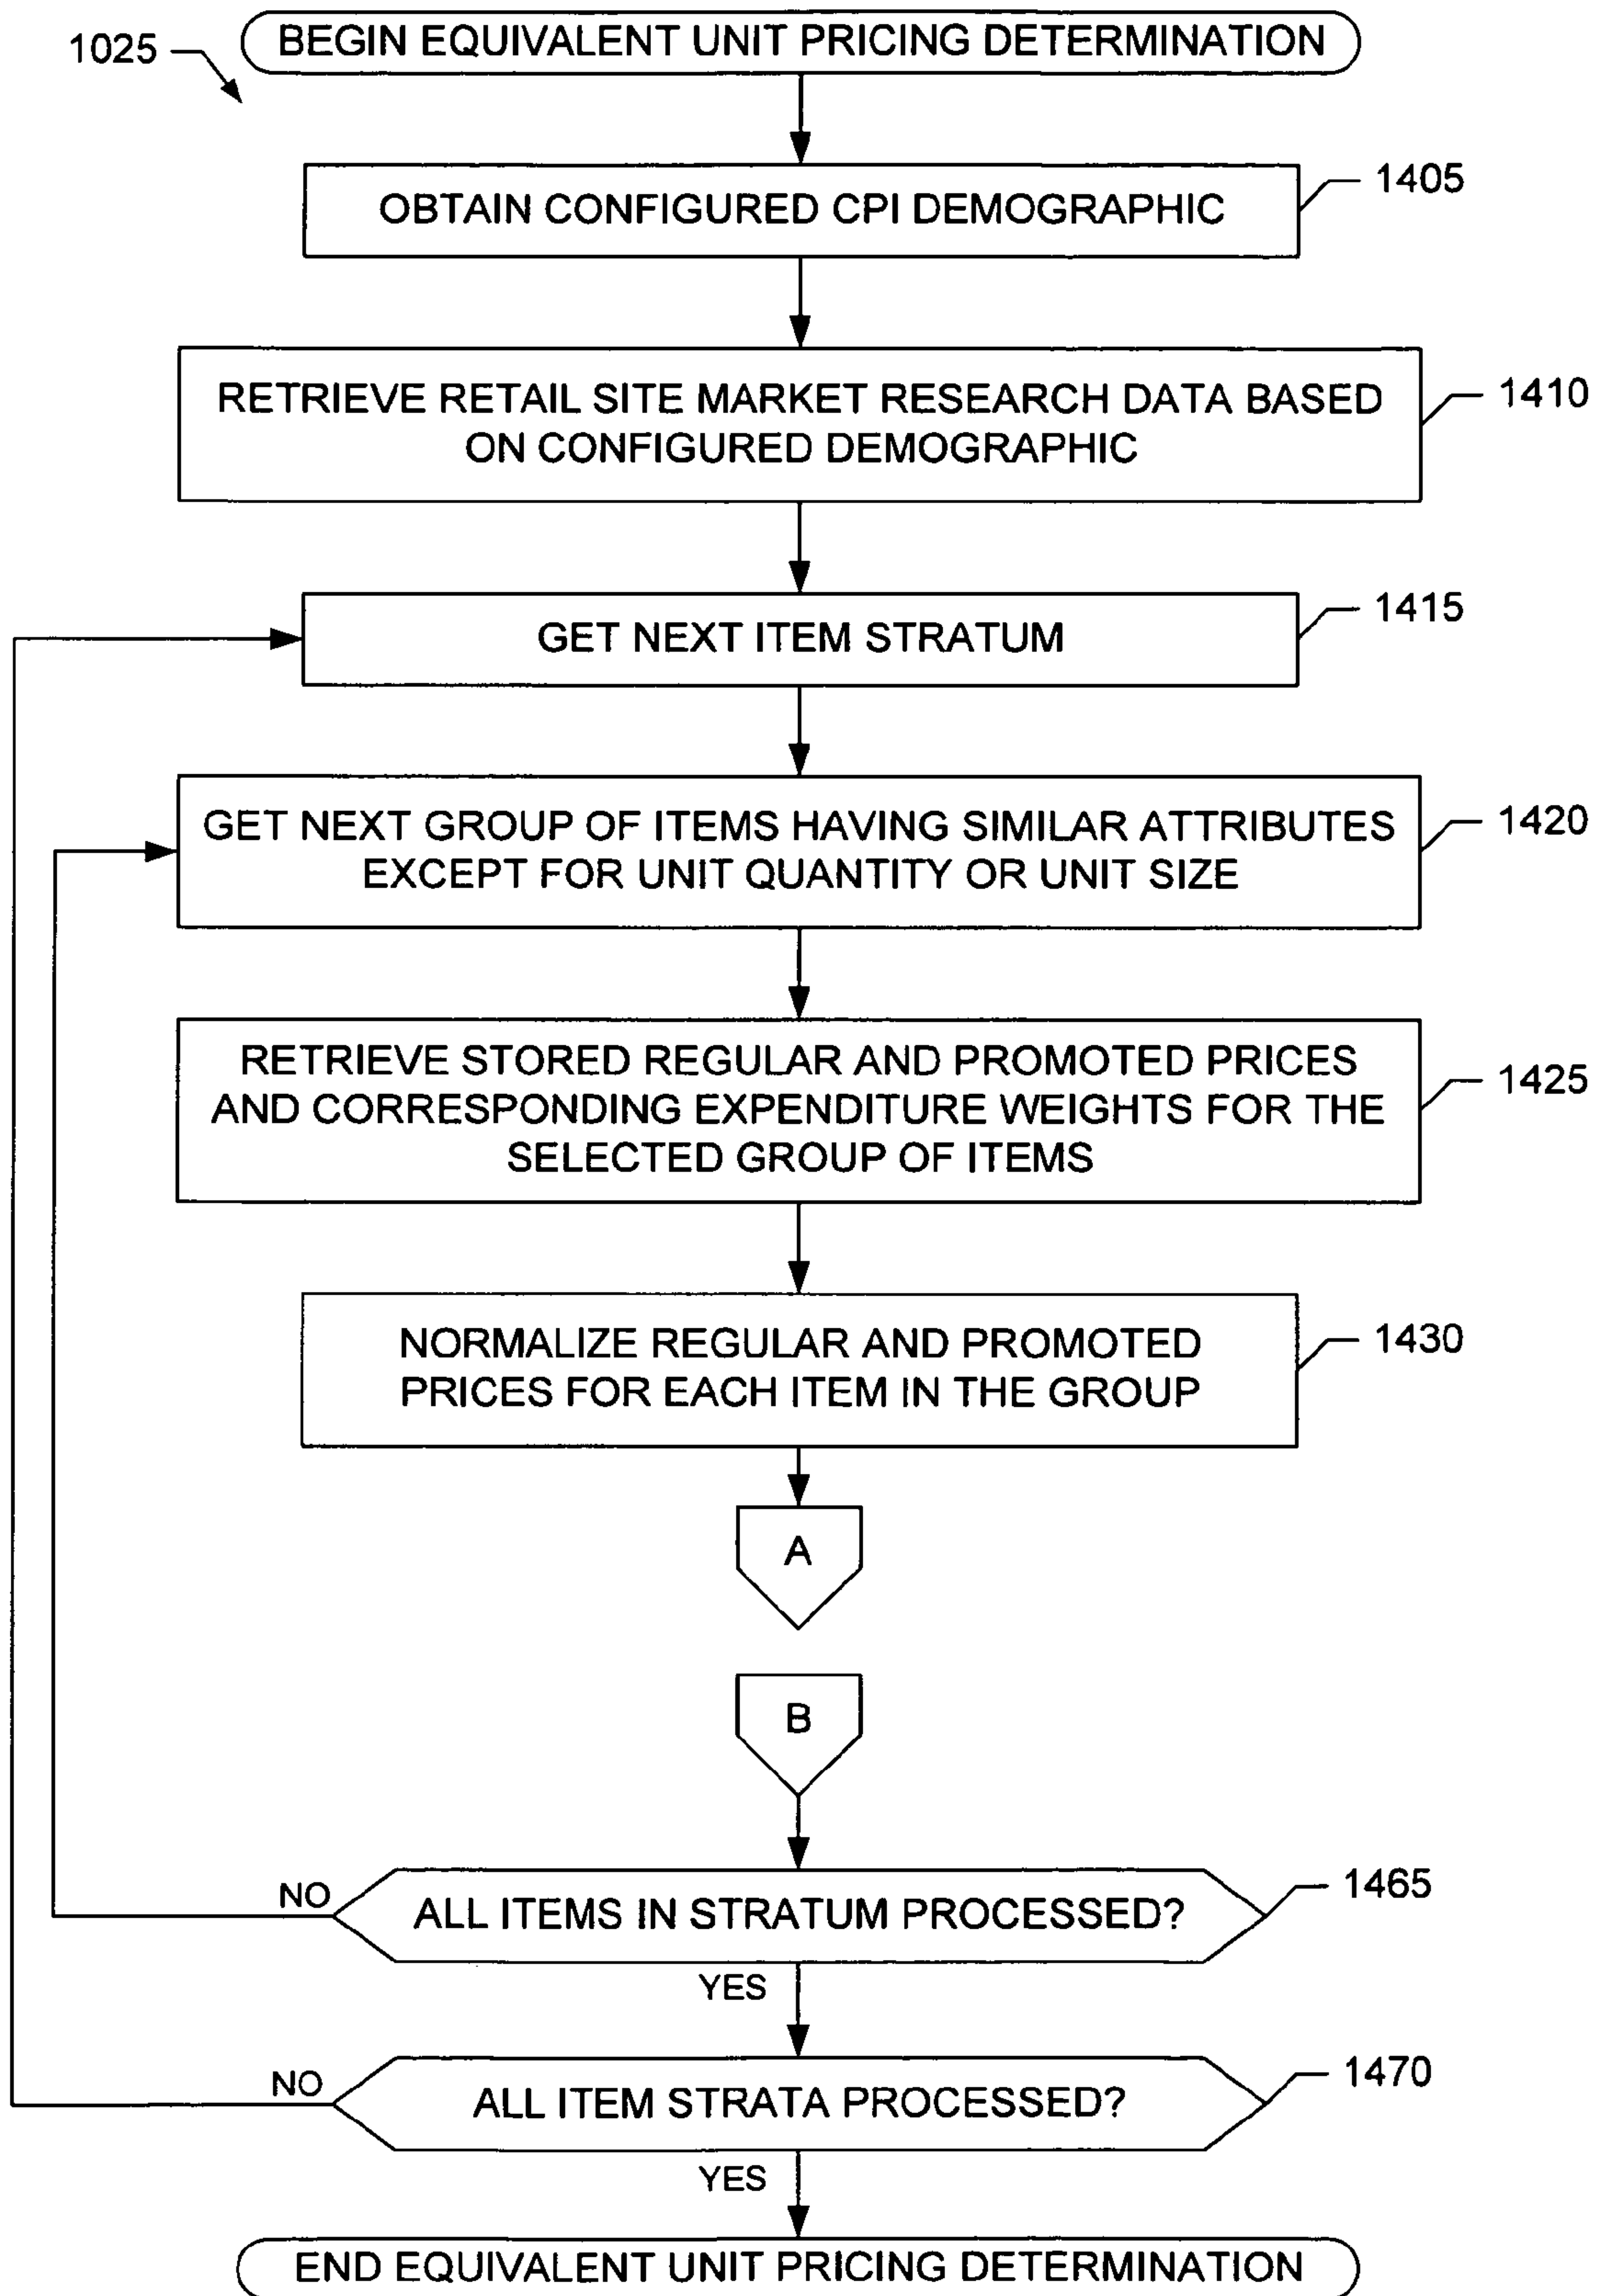 1025
BEGIN EQUIVALENT UNIT PRICING DETERMINATION
OBTAIN CONFIGURED CPI DEMOGRAPHIC
1405
RETRIEVE RETAIL SITE MARKET RESEARCH DATA BASED
ON CONFIGURED DEMOGRAPHIC
1410
GET NEXT ITEM STRATUM
1415
GET NEXT GROUP OF ITEMS HAVING SIMILAR ATTRIBUTES
EXCEPT FOR UNIT QUANTITY OR UNIT SIZE
1420
RETRIEVE STORED REGULAR AND PROMOTED PRICES
AND CORRESPONDING EXPENDITURE WEIGHTS FOR THE
SELECTED GROUP OF ITEMS
1425
NORMALIZE REGULAR AND PROMOTED
PRICES FOR EACH ITEM IN THE GROUP
1430
A
B
NO
ALL ITEMS IN STRATUM PROCESSED?
1465
YES
NO
ALL ITEM STRATA PROCESSED?
1470
YES
END EQUIVALENT UNIT PRICING DETERMINATION